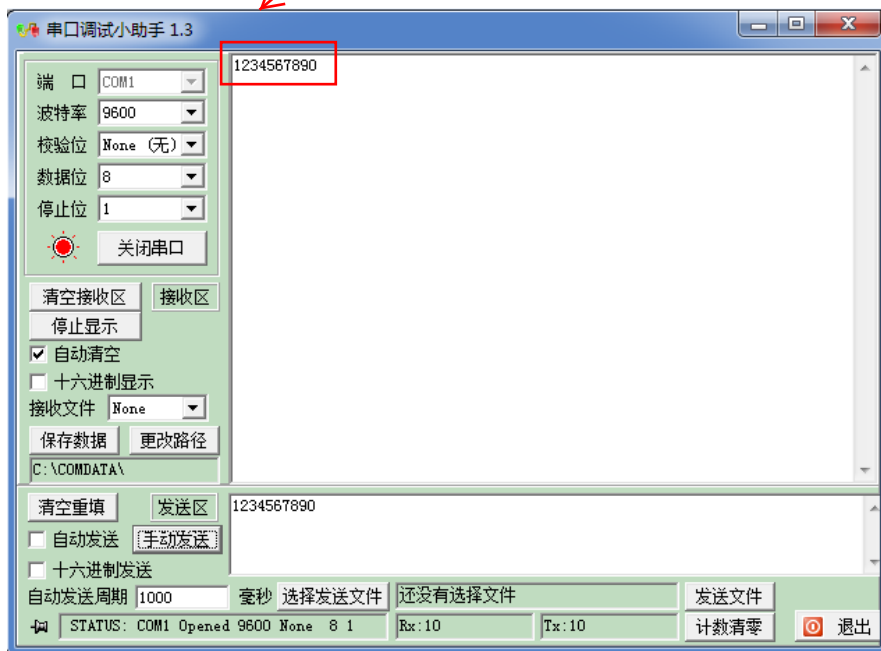 串口调试小助手 1.3
端 口 COM1
1234567890
波特率 9600
校验位 None (无)
数据位 8
停止位 1
关闭串口
清空接收区 接收区
停止显示
自动清空
十六进制显示
接收文件 None
保存数据 更改路径
C:\COMDATA\
清空重填 发送区 1234567890
自动发送 手动发送
十六进制发送
自动发送周期 1000 毫秒 选择发送文件 还没有选择文件 发送文件
STATUS: COM1 Opened 9600 None 8 1 Rx:10 Tx:10 计数清零 退出